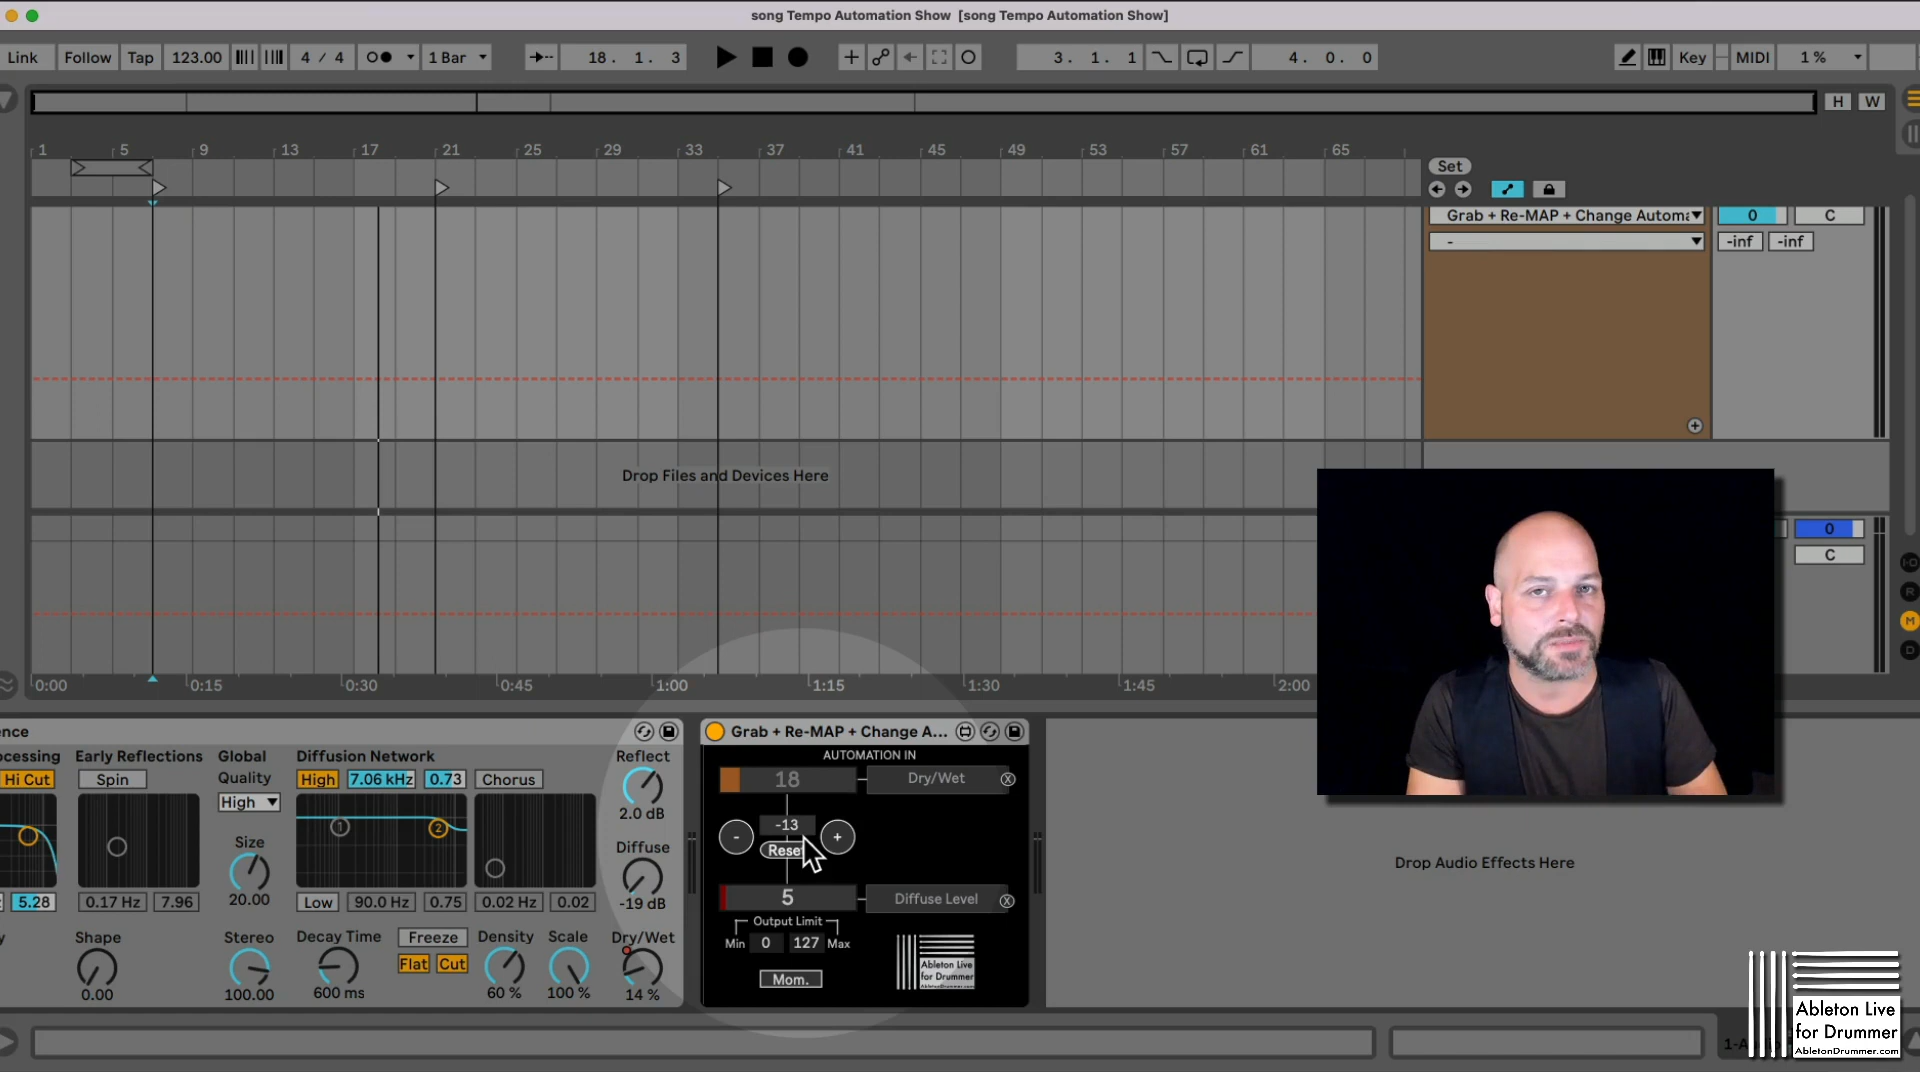 song Tempo Automation Show [song Tempo Automation Show]
Link Follow Tap 123.00 4 / 4 1 Bar 18. 1. 3 3. 1. 1 4. 0. 0 Key MIDI 1 %
H W
1 5 9 13 17 21 25 29 33 37 41 45 49 53 57 61 65
Set
Grab + Re-MAP + Change Automa 0 C
- -inf -inf
Drop Files and Devices Here
0
C
0:00 0:15 0:30 0:45 1:00 1:15 1:30 1:45 2:00
I-O
R
M
D
ence
ocessing Early Reflections Global Diffusion Network Reflect
Hi Cut Spin Quality High 7.06 kHz 0.73 Chorus
High
2.0 dB
1 2
Size Diffuse
5.28 0.17 Hz 7.96 20.00 Low 90.0 Hz 0.75 0.02 Hz 0.02 -19 dB
y Shape Stereo Decay Time Freeze Density Scale Dry/Wet
Flat Cut
0.00 100.00 600 ms 60 % 100 % 14 %
Grab + Re-MAP + Change A...
AUTOMATION IN
18 Dry/Wet X
-13
- +
Reset
5 Diffuse Level X
Output Limit
Min 0 127 Max
Mom.
Ableton Live
for Drummer
AbletonDrummer.com
Drop Audio Effects Here
Ableton Live
for Drummer
AbletonDrummer.com